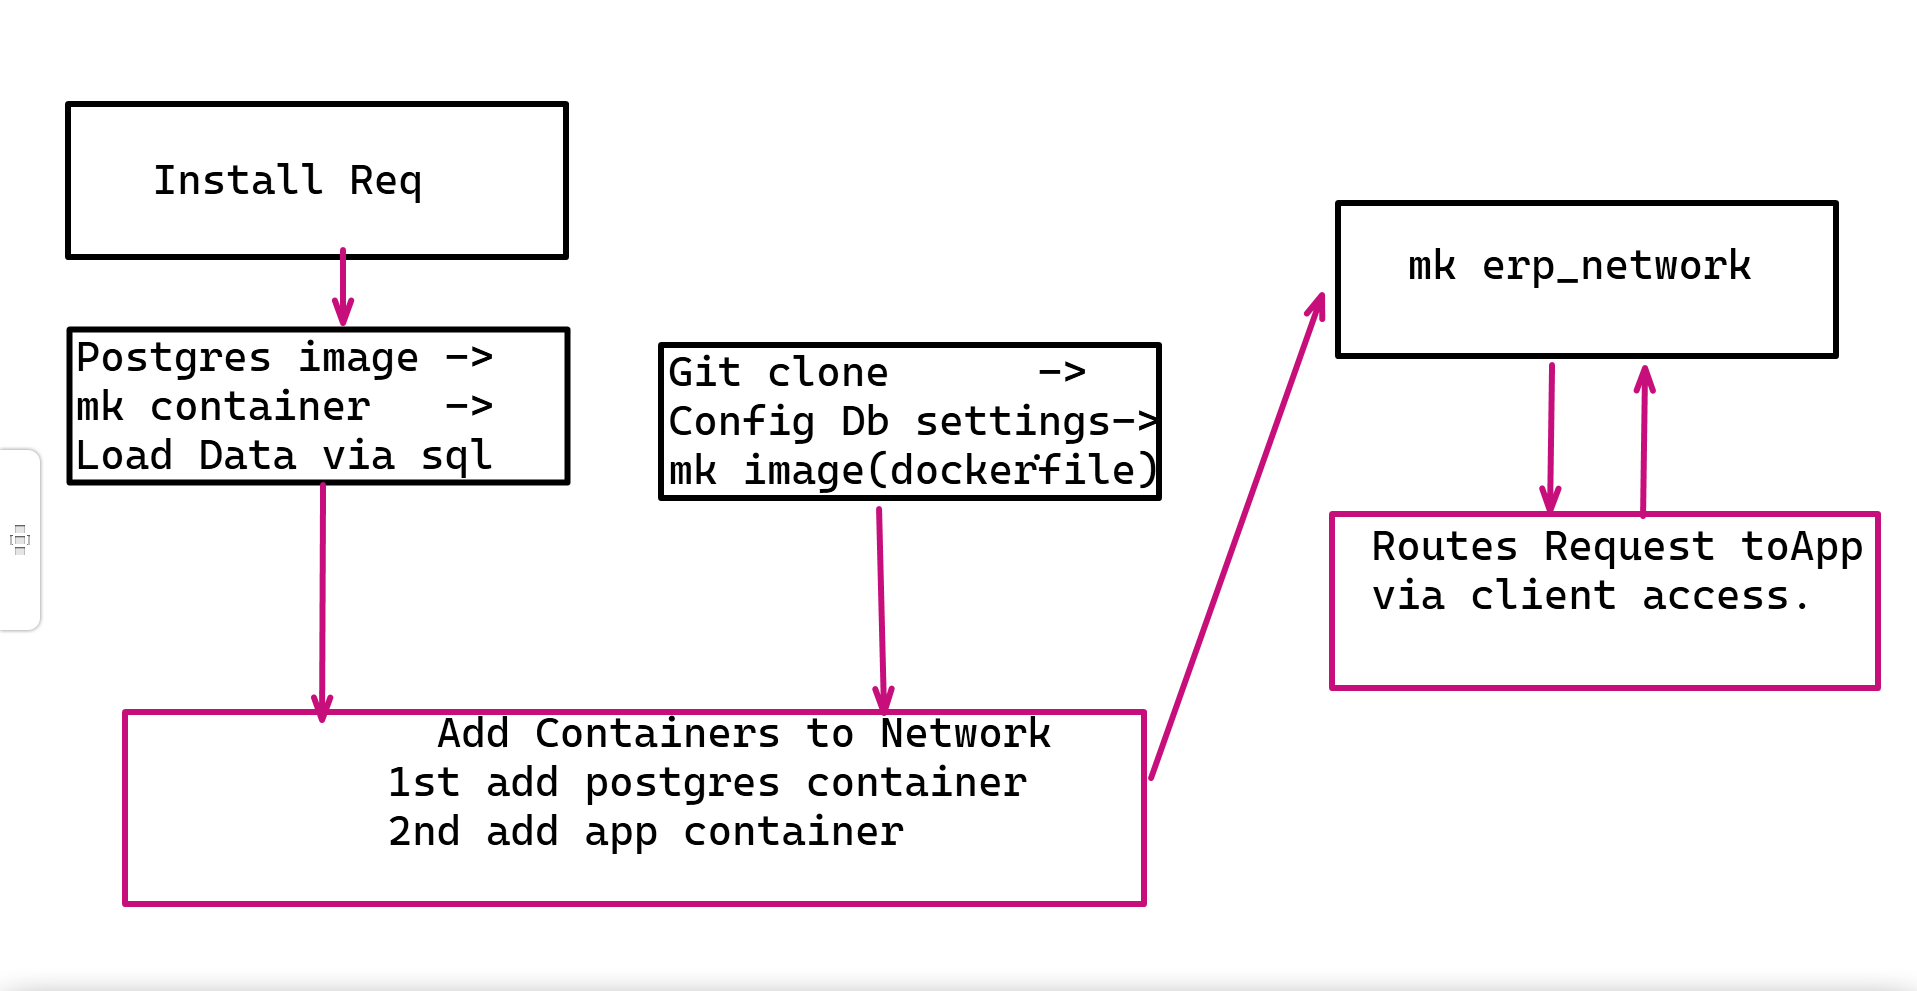 Install Req
Postgres image ->
mk container ->
Load Data via sql
Git clone ->
Config Db settings->
mk image(dockerfile)
mk erp_network
Routes Request toApp
via client access.
Add Containers to Network
1st add postgres container
2nd add app container